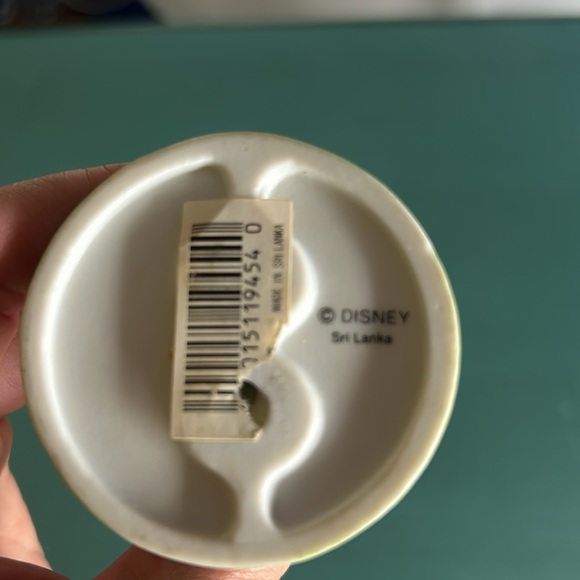 © DISNEY
Sri Lanka
MADE IN SRI LANKA
015119454 0